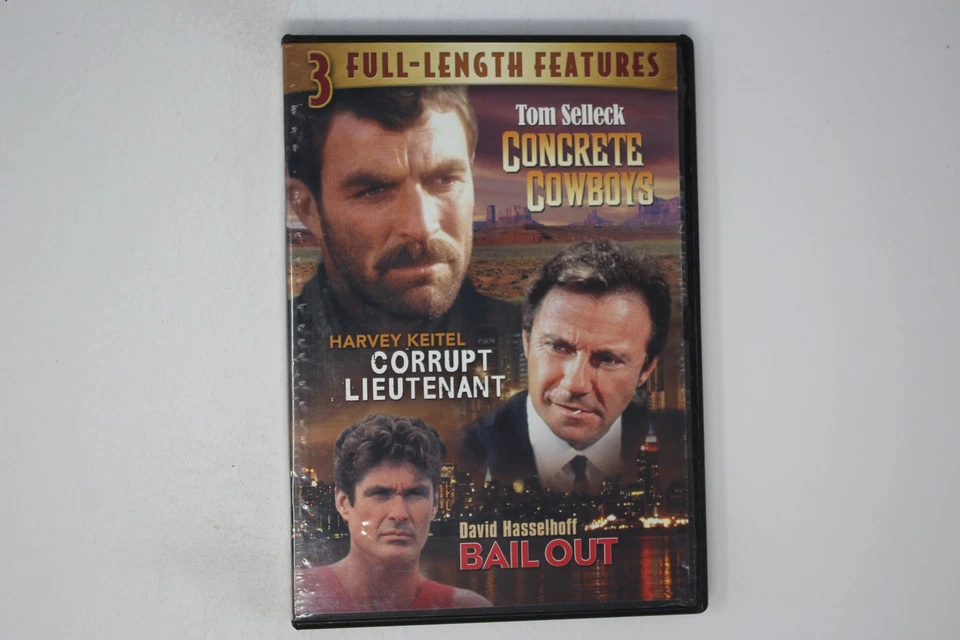 3 FULL-LENGTH FEATURES
Tom Selleck
CONCRETE
COWBOYS
HARVEY KEITEL
CORRUPT
LIEUTENANT
David Hasselhoff
BAIL OUT